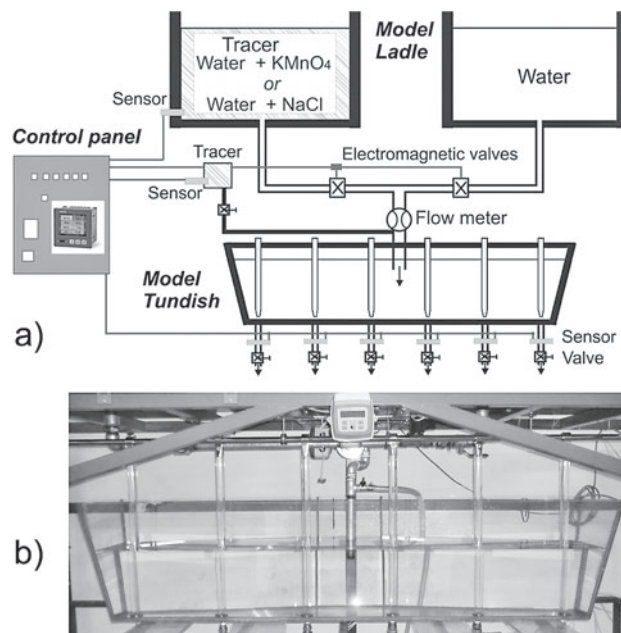 a)
Tracer
Water + KMnO₄
or
Water + NaCl
Model
Ladle
Water
Sensor
Control panel
Tracer
Electromagnetic valves
Sensor
Flow meter
Model
Tundish
Sensor
Valve
a)
b)